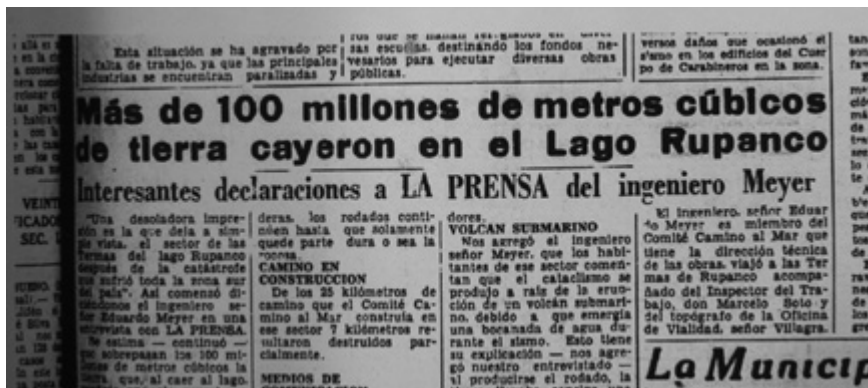 Esta situación se ha agravado por
la falta de trabajo, ya que las principales
industrias se encuentran paralizadas y
sas escuelas, destinando los fondos ne-
cesarios para ejecutar diversas obras
públicas.
versos daños que ocasionó el
sismo en los edificios del Cuer
po de Carabineros en la zona.
Más de 100 millones de metros cúbicos
de tierra cayeron en el Lago Rupanco
Interesantes declaraciones a LA PRENSA del ingeniero Meyer
"Una desoladora impre-
sión es la que deja a sim-
ple vista, el sector de las
Termas del lago Rupanco
después de la catástrofe
que sufrió toda la zona sur
del país". Así comenzó di-
ciéndonos el ingeniero se-
ñor Eduardo Meyer en una
entrevista con LA PRENSA.
Se estima — continuó —
que sobrepasan los 100 mi-
llones de metros cúbicos la
tierra que, al caer al lago,
deras, los rodados conti-
núen hasta que solamente
quede parte dura o sea la
rocosa.
CAMINO EN
CONSTRUCCION
De los 25 kilómetros de
camino que el Comité Ca-
mino al Mar construía en
ese sector 7 kilómetros re-
sultaron destruidos par-
cialmente.
MEDIOS DE
dores.
VOLCAN SUBMARINO
Nos agregó el ingeniero
señor Meyer, que los habi-
tantes de ese sector comen-
tan que el cataclismo se
produjo a raíz de la eru-
ción de un volcán submari-
no, debido a que emergía
una bocanada de agua du-
rante el sismo. Esto tiene
su explicación — nos agre-
gó nuestro entrevistado —
al producirse el rodado, la
El ingeniero, señor Eduar
do Meyer es miembro del
Comité Camino al Mar que
tiene la dirección técnica
de las obras, viajó a las Ter
mas de Rupanco acompa-
ñado del Inspector del Tra-
bajo, don Marcelo Soto y
del topógrafo de la Oficina
de Vialidad, señor Villagra.
La Municip